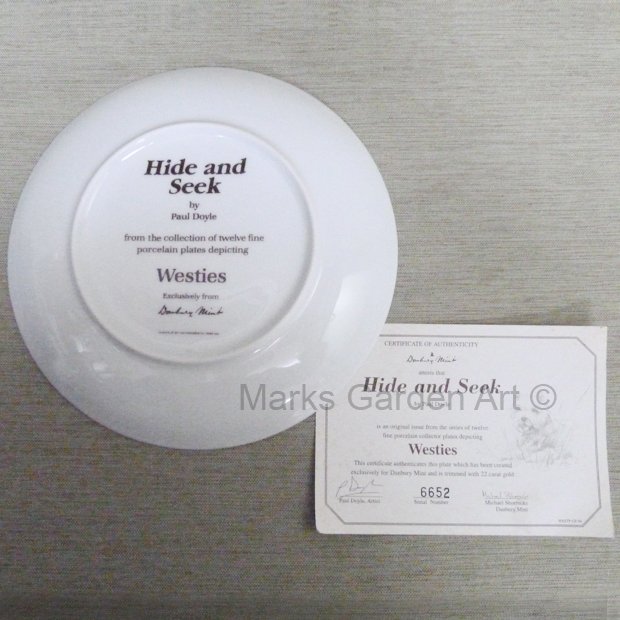 Hide and
Seek
by
Paul Doyle
from the collection of twelve fine
porcelain plates depicting
Westies
Exclusively from
Danbury Mint
CERTIFICATE OF AUTHENTICITY
Danbury Mint
attests that
Hide and Seek
Paul Doyle
is an original issue from the series of twelve
fine porcelain collector plates depicting
Westies
This certificate authenticates this plate which has been created
exclusively for Danbury Mint and is trimmed with 22 carat gold.
Paul Doyle, Artist
6652
Serial Number
Danbury Mint
Marks Garden Art ©